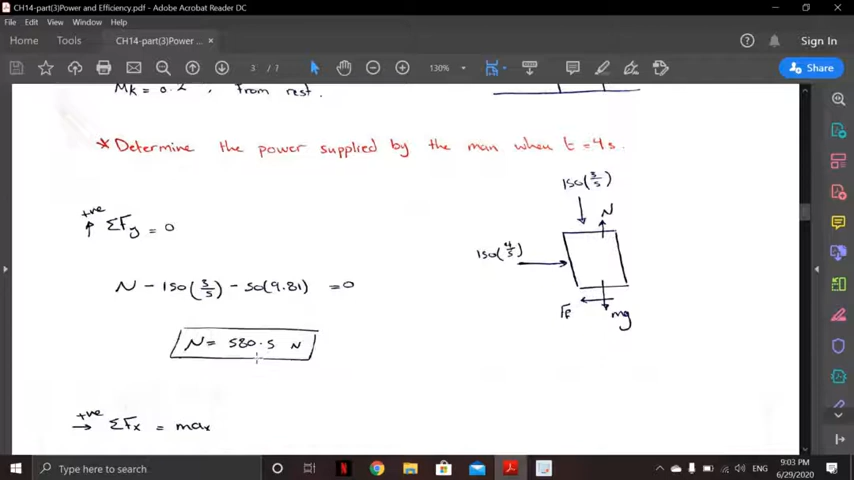 CH14-part(3)Power and Efficiency.pdf - Adobe Acrobat Reader DC
File Edit View Window Help
Home Tools CH14-part(3)Power ... × Sign In
3 / 7 130% Share
Mk = 0.2 , From rest.
* Determine the power supplied by the man when t = 4 s.
150(3/5)
+ve ↑ ΣFy = 0
N
150(4/5)
N - 150(3/5) - 50(9.81) = 0
Ff
mg
N = 580.5 N
+ve → ΣFx = max
Type here to search
ENG 9:03 PM 6/29/2020